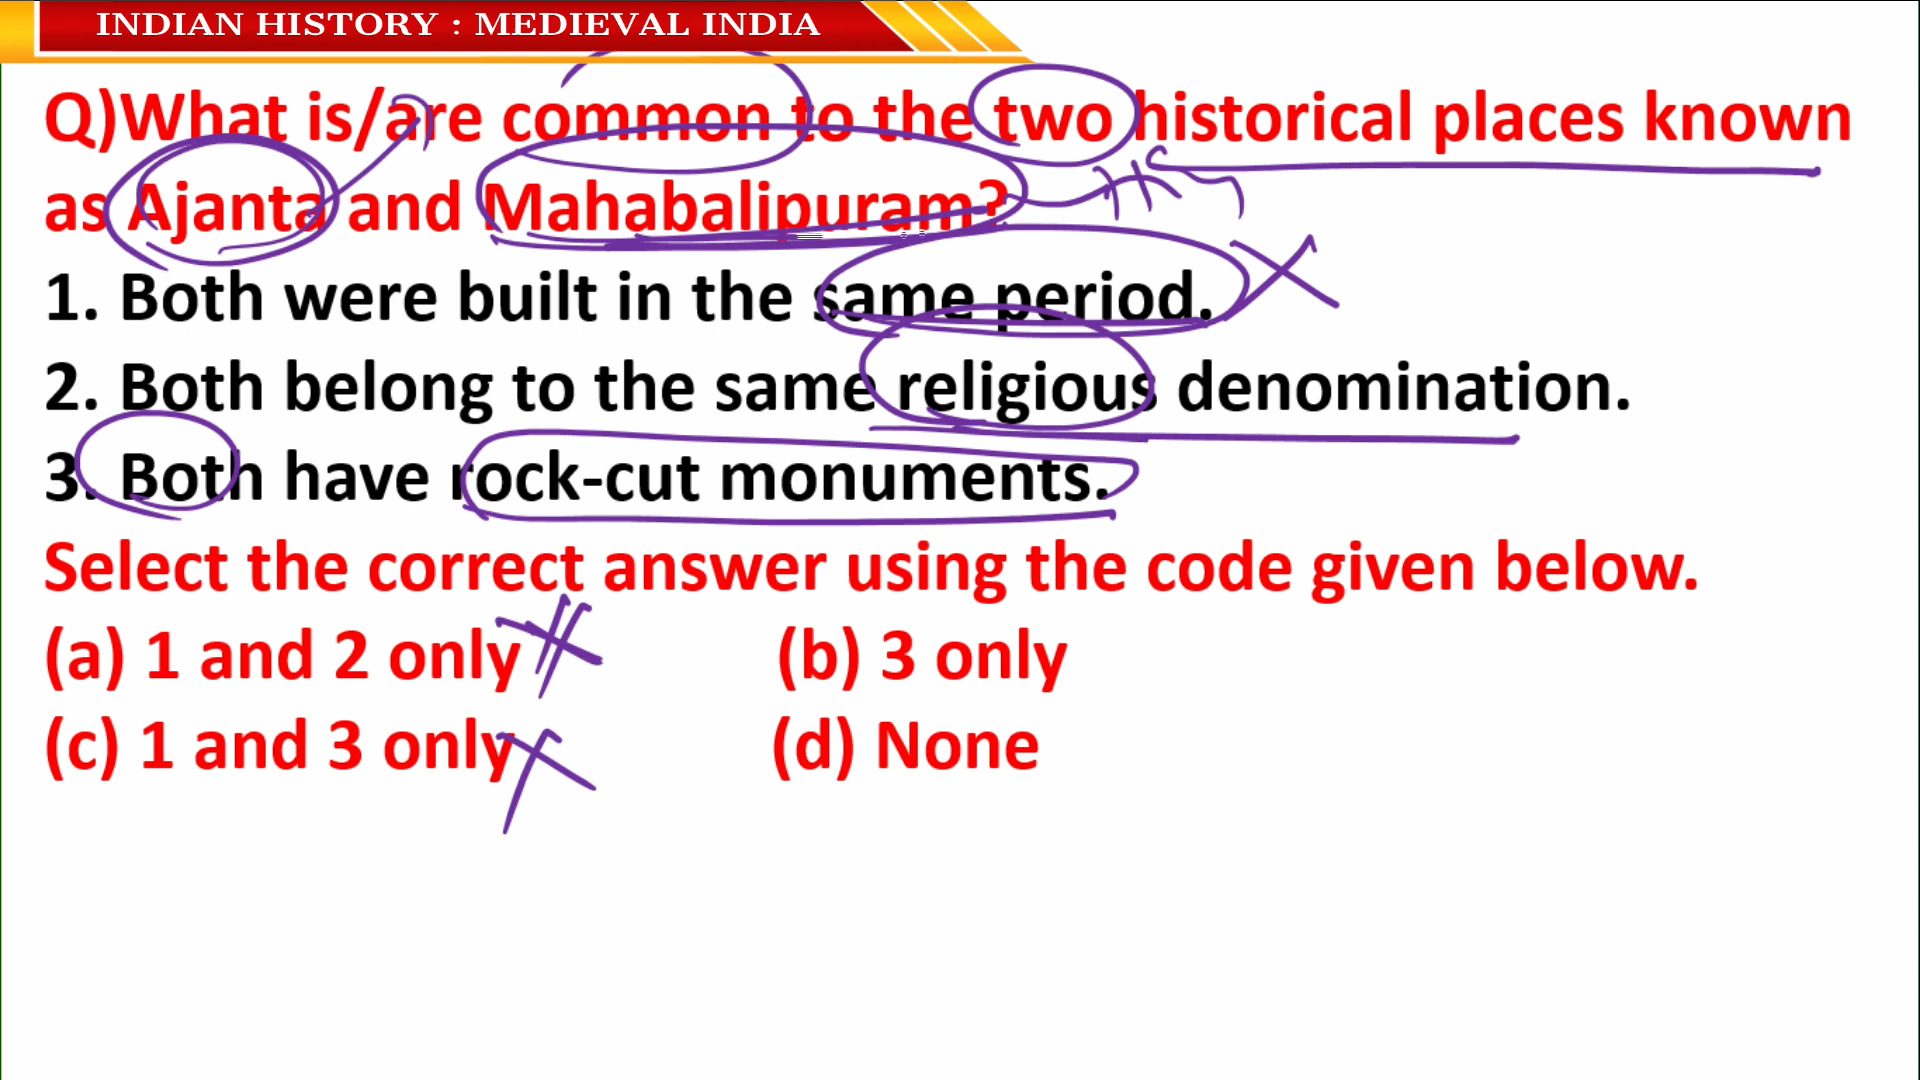 INDIAN HISTORY : MEDIEVAL INDIA
Q)What is/are common to the two historical places known
as Ajanta and Mahabalipuram?
1. Both were built in the same period.
2. Both belong to the same religious denomination.
3. Both have rock-cut monuments.
Select the correct answer using the code given below.
(a) 1 and 2 only (b) 3 only
(c) 1 and 3 only (d) None